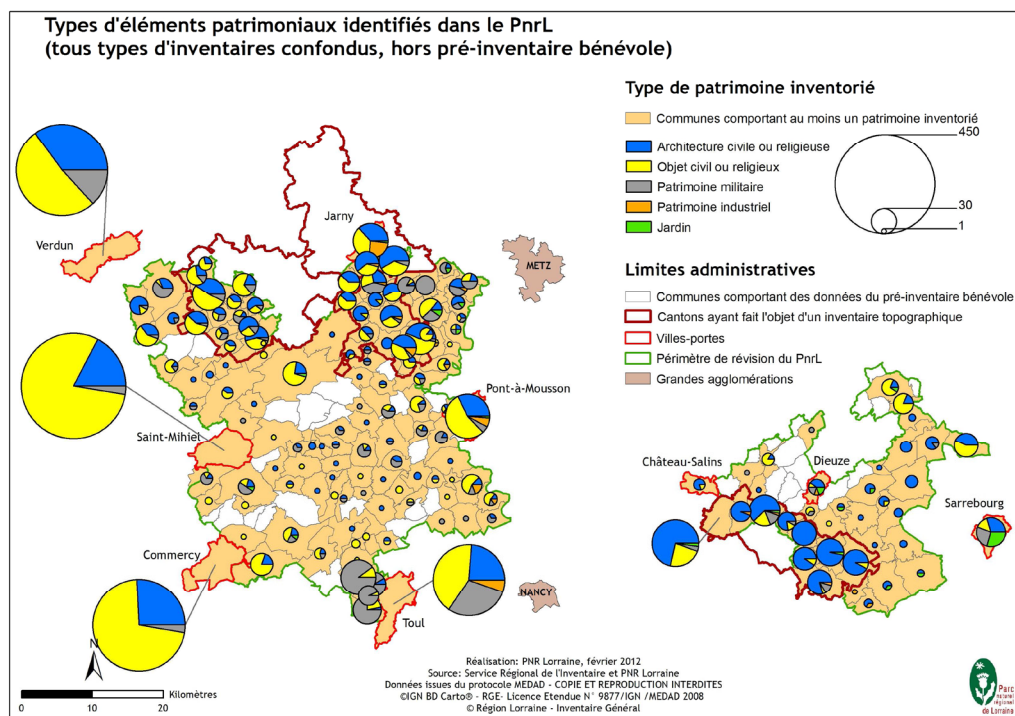 Types d'éléments patrimoniaux identifiés dans le PnrL
(tous types d'inventaires confondus, hors pré-inventaire bénévole)
Type de patrimoine inventorié
Communes comportant au moins un patrimoine inventorié
Architecture civile ou religieuse
Objet civil ou religieux
Patrimoine militaire
Patrimoine industriel
Jardin
450
30
1
Limites administratives
Communes comportant des données du pré-inventaire bénévole
Cantons ayant fait l'objet d'un inventaire topographique
Villes-portes
Périmètre de révision du PnrL
Grandes agglomérations
Jarny
Verdun
METZ
Pont-à-Mousson
Saint-Mihiel
Château-Salins
Dieuze
Sarrebourg
Commercy
Toul
NANCY
N
Kilomètres
0 10 20
Réalisation: PNR Lorraine, février 2012
Source: Service Régional de l'Inventaire et PNR Lorraine
Données issues du protocole MEDAD - COPIE ET REPRODUCTION INTERDITES
©IGN BD Carto® - RGE- Licence Etendue N° 9877/IGN /MEDAD 2008
© Région Lorraine - Inventaire Général
Parc
naturel
régional
de Lorraine